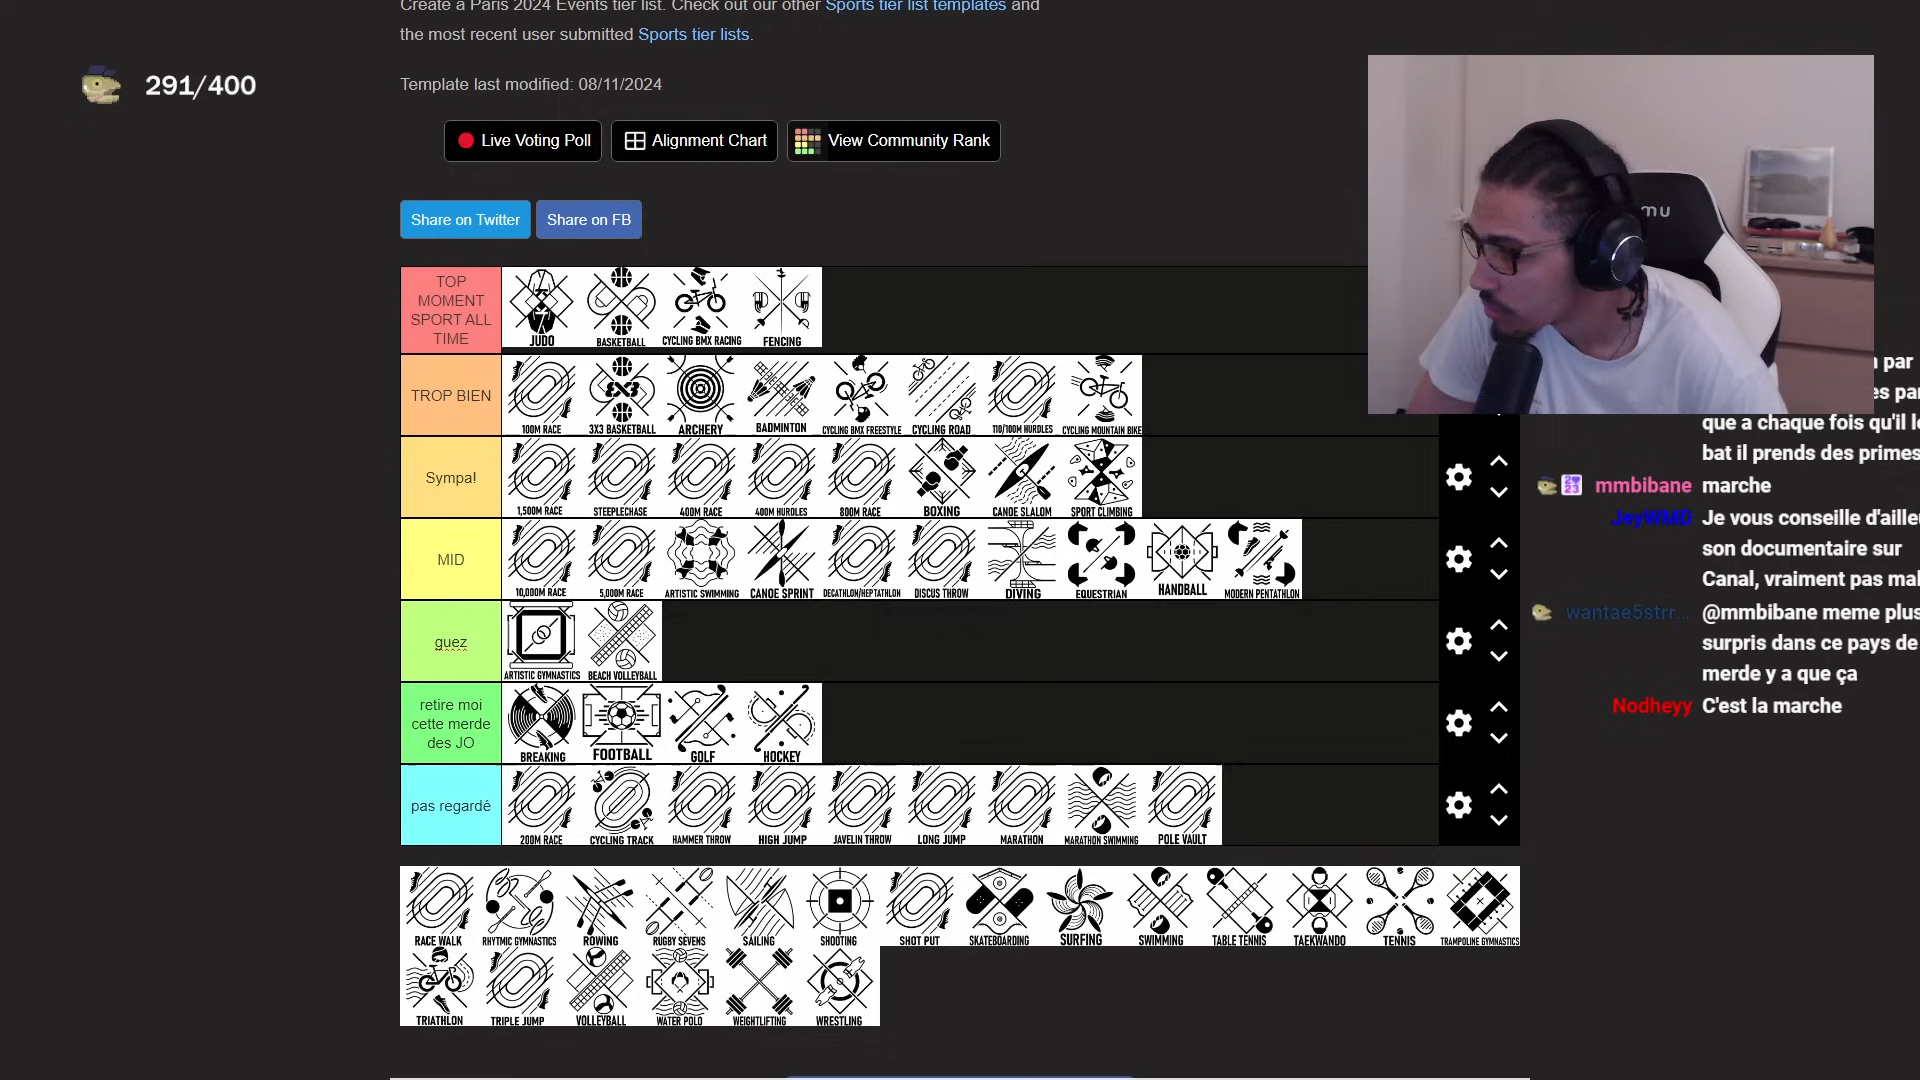 Create a Paris 2024 Events tier list. Check out our other Sports tier list templates and
the most recent user submitted Sports tier lists.
291/400
Template last modified: 08/11/2024
Live Voting Poll
Alignment Chart
View Community Rank
Share on Twitter
Share on FB
TOP
MOMENT
SPORT ALL
TIME
JUDO
BASKETBALL
CYCLING BMX RACING
FENCING
TROP BIEN
100M RACE
3X3
3X3 BASKETBALL
ARCHERY
BADMINTON
CYCLING BMX FREESTYLE
CYCLING ROAD
110/100M HURDLES
CYCLING MOUNTAIN BIKE
Sympa!
1,500M RACE
STEEPLECHASE
400M RACE
400M HURDLES
800M RACE
BOXING
CANOE SLALOM
SPORT CLIMBING
MID
10,000M RACE
5,000M RACE
ARTISTIC SWIMMING
CANOE SPRINT
DECATHLON/HEPTATHLON
DISCUS THROW
DIVING
EQUESTRIAN
HANDBALL
MODERN PENTATHLON
guez
ARTISTIC GYMNASTICS
BEACH VOLLEYBALL
retire moi
cette merde
des JO
BREAKING
FOOTBALL
GOLF
HOCKEY
pas regardé
200M RACE
CYCLING TRACK
HAMMER THROW
HIGH JUMP
JAVELIN THROW
LONG JUMP
MARATHON
MARATHON SWIMMING
POLE VAULT
RACE WALK
RHYTMIC GYMNASTICS
ROWING
RUGBY SEVENS
SAILING
SHOOTING
SHOT PUT
SKATEBOARDING
SURFING
SWIMMING
TABLE TENNIS
TAEKWANDO
TENNIS
TRAMPOLINE GYMNASTICS
TRIATHLON
TRIPLE JUMP
VOLLEYBALL
WATER POLO
WEIGHTLIFTING
WRESTLING
mu
par
es pa
que a chaque fois qu'il l
bat il prends des primes
mmbibane marche
JeyWMD Je vous conseille d'aille
son documentaire sur
Canal, vraiment pas mal
wantae5strr... @mmbibane meme plus
surpris dans ce pays de
merde y a que ça
Nodheyy C'est la marche